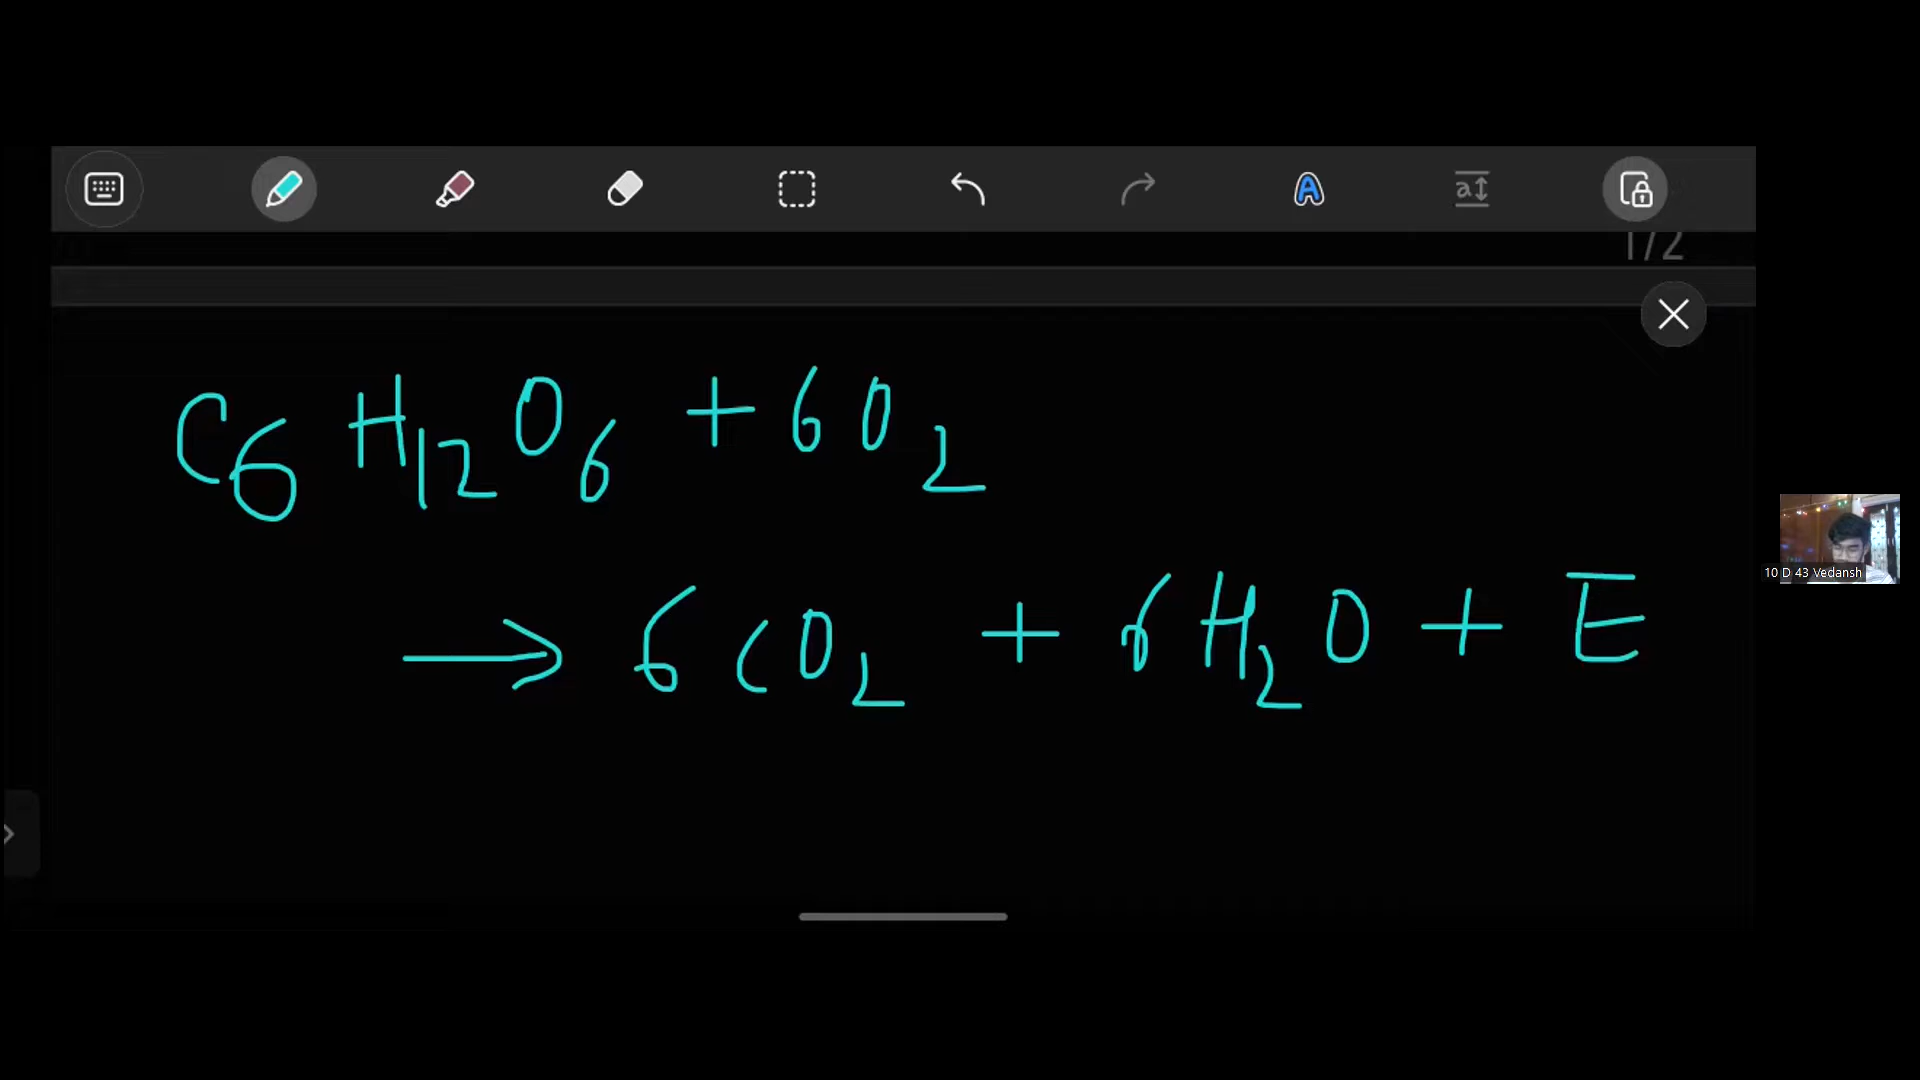 1/2
C₆H₁₂O₆ + 6O₂
→ 6CO₂ + 6H₂O + E
10 D 43 Vedansh